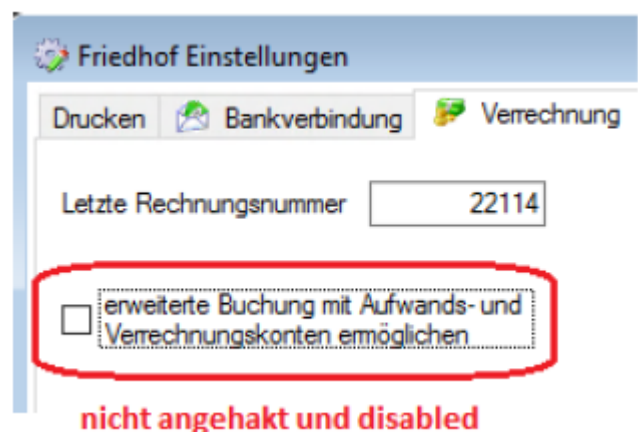 Friedhof Einstellungen
Drucken Bankverbindung Verrechnung
Letzte Rechnungsnummer 22114
erweiterte Buchung mit Aufwands- und
Verrechnungskonten ermöglichen
nicht angehakt und disabled